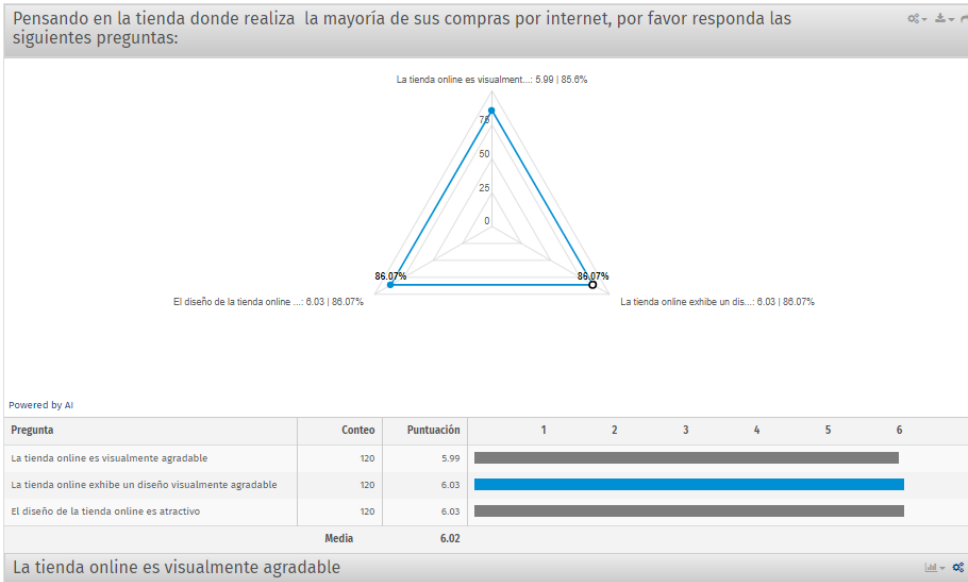 Pensando en la tienda donde realiza la mayoría de sus compras por internet, por favor responda las
siguientes preguntas:
La tienda online es visualment...: 5.99 | 85.6%
75
50
25
0
86.07%
86.07%
El diseño de la tienda online ...: 6.03 | 86.07%
La tienda online exhibe un dis...: 6.03 | 86.07%
Powered by AI
Pregunta Conteo Puntuación 1 2 3 4 5 6
La tienda online es visualmente agradable 120 5.99
La tienda online exhibe un diseño visualmente agradable 120 6.03
El diseño de la tienda online es atractivo 120 6.03
Media 6.02
La tienda online es visualmente agradable